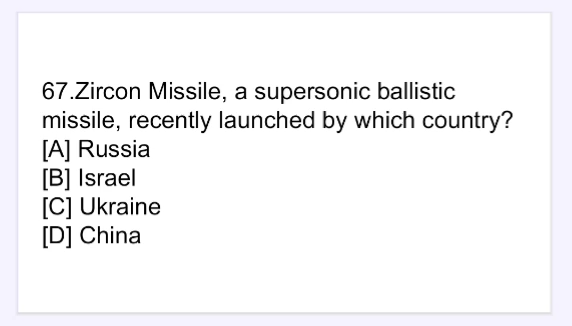 67.Zircon Missile, a supersonic ballistic
missile, recently launched by which country?
[A] Russia
[B] Israel
[C] Ukraine
[D] China